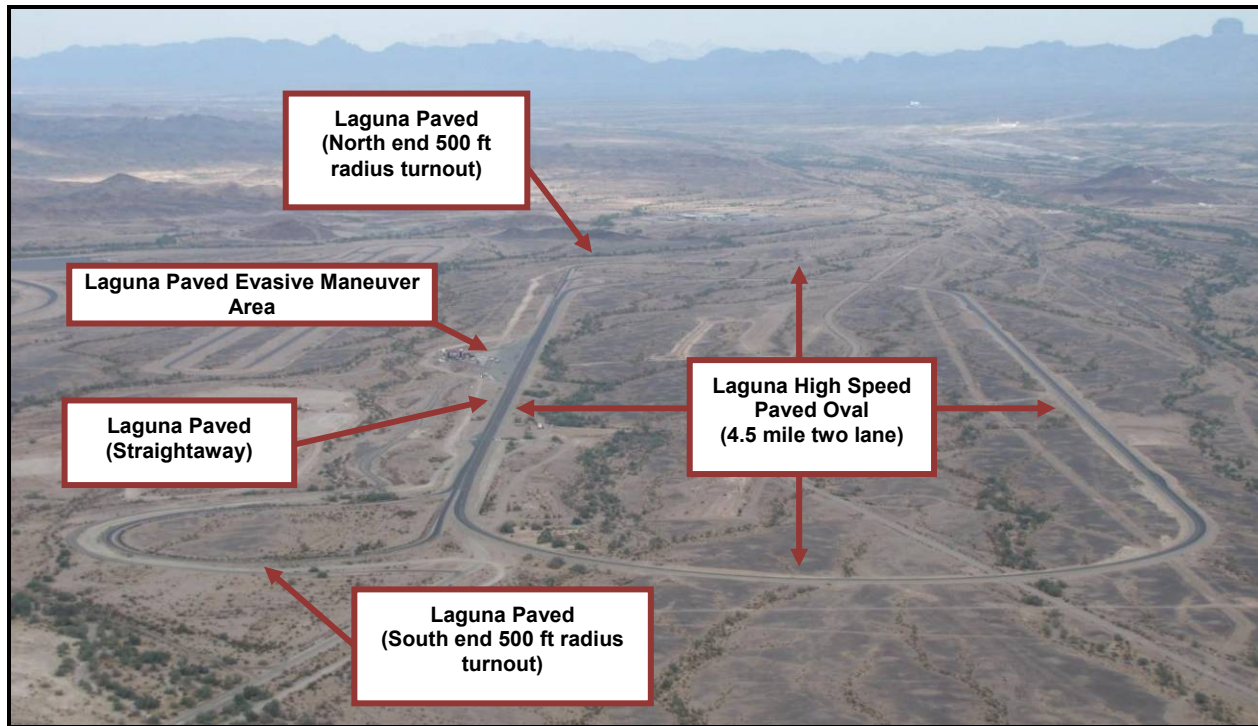 Laguna Paved
(North end 500 ft
radius turnout)
Laguna Paved Evasive Maneuver
Area
Laguna High Speed
Paved Oval
(4.5 mile two lane)
Laguna Paved
(Straightaway)
Laguna Paved
(South end 500 ft radius
turnout)